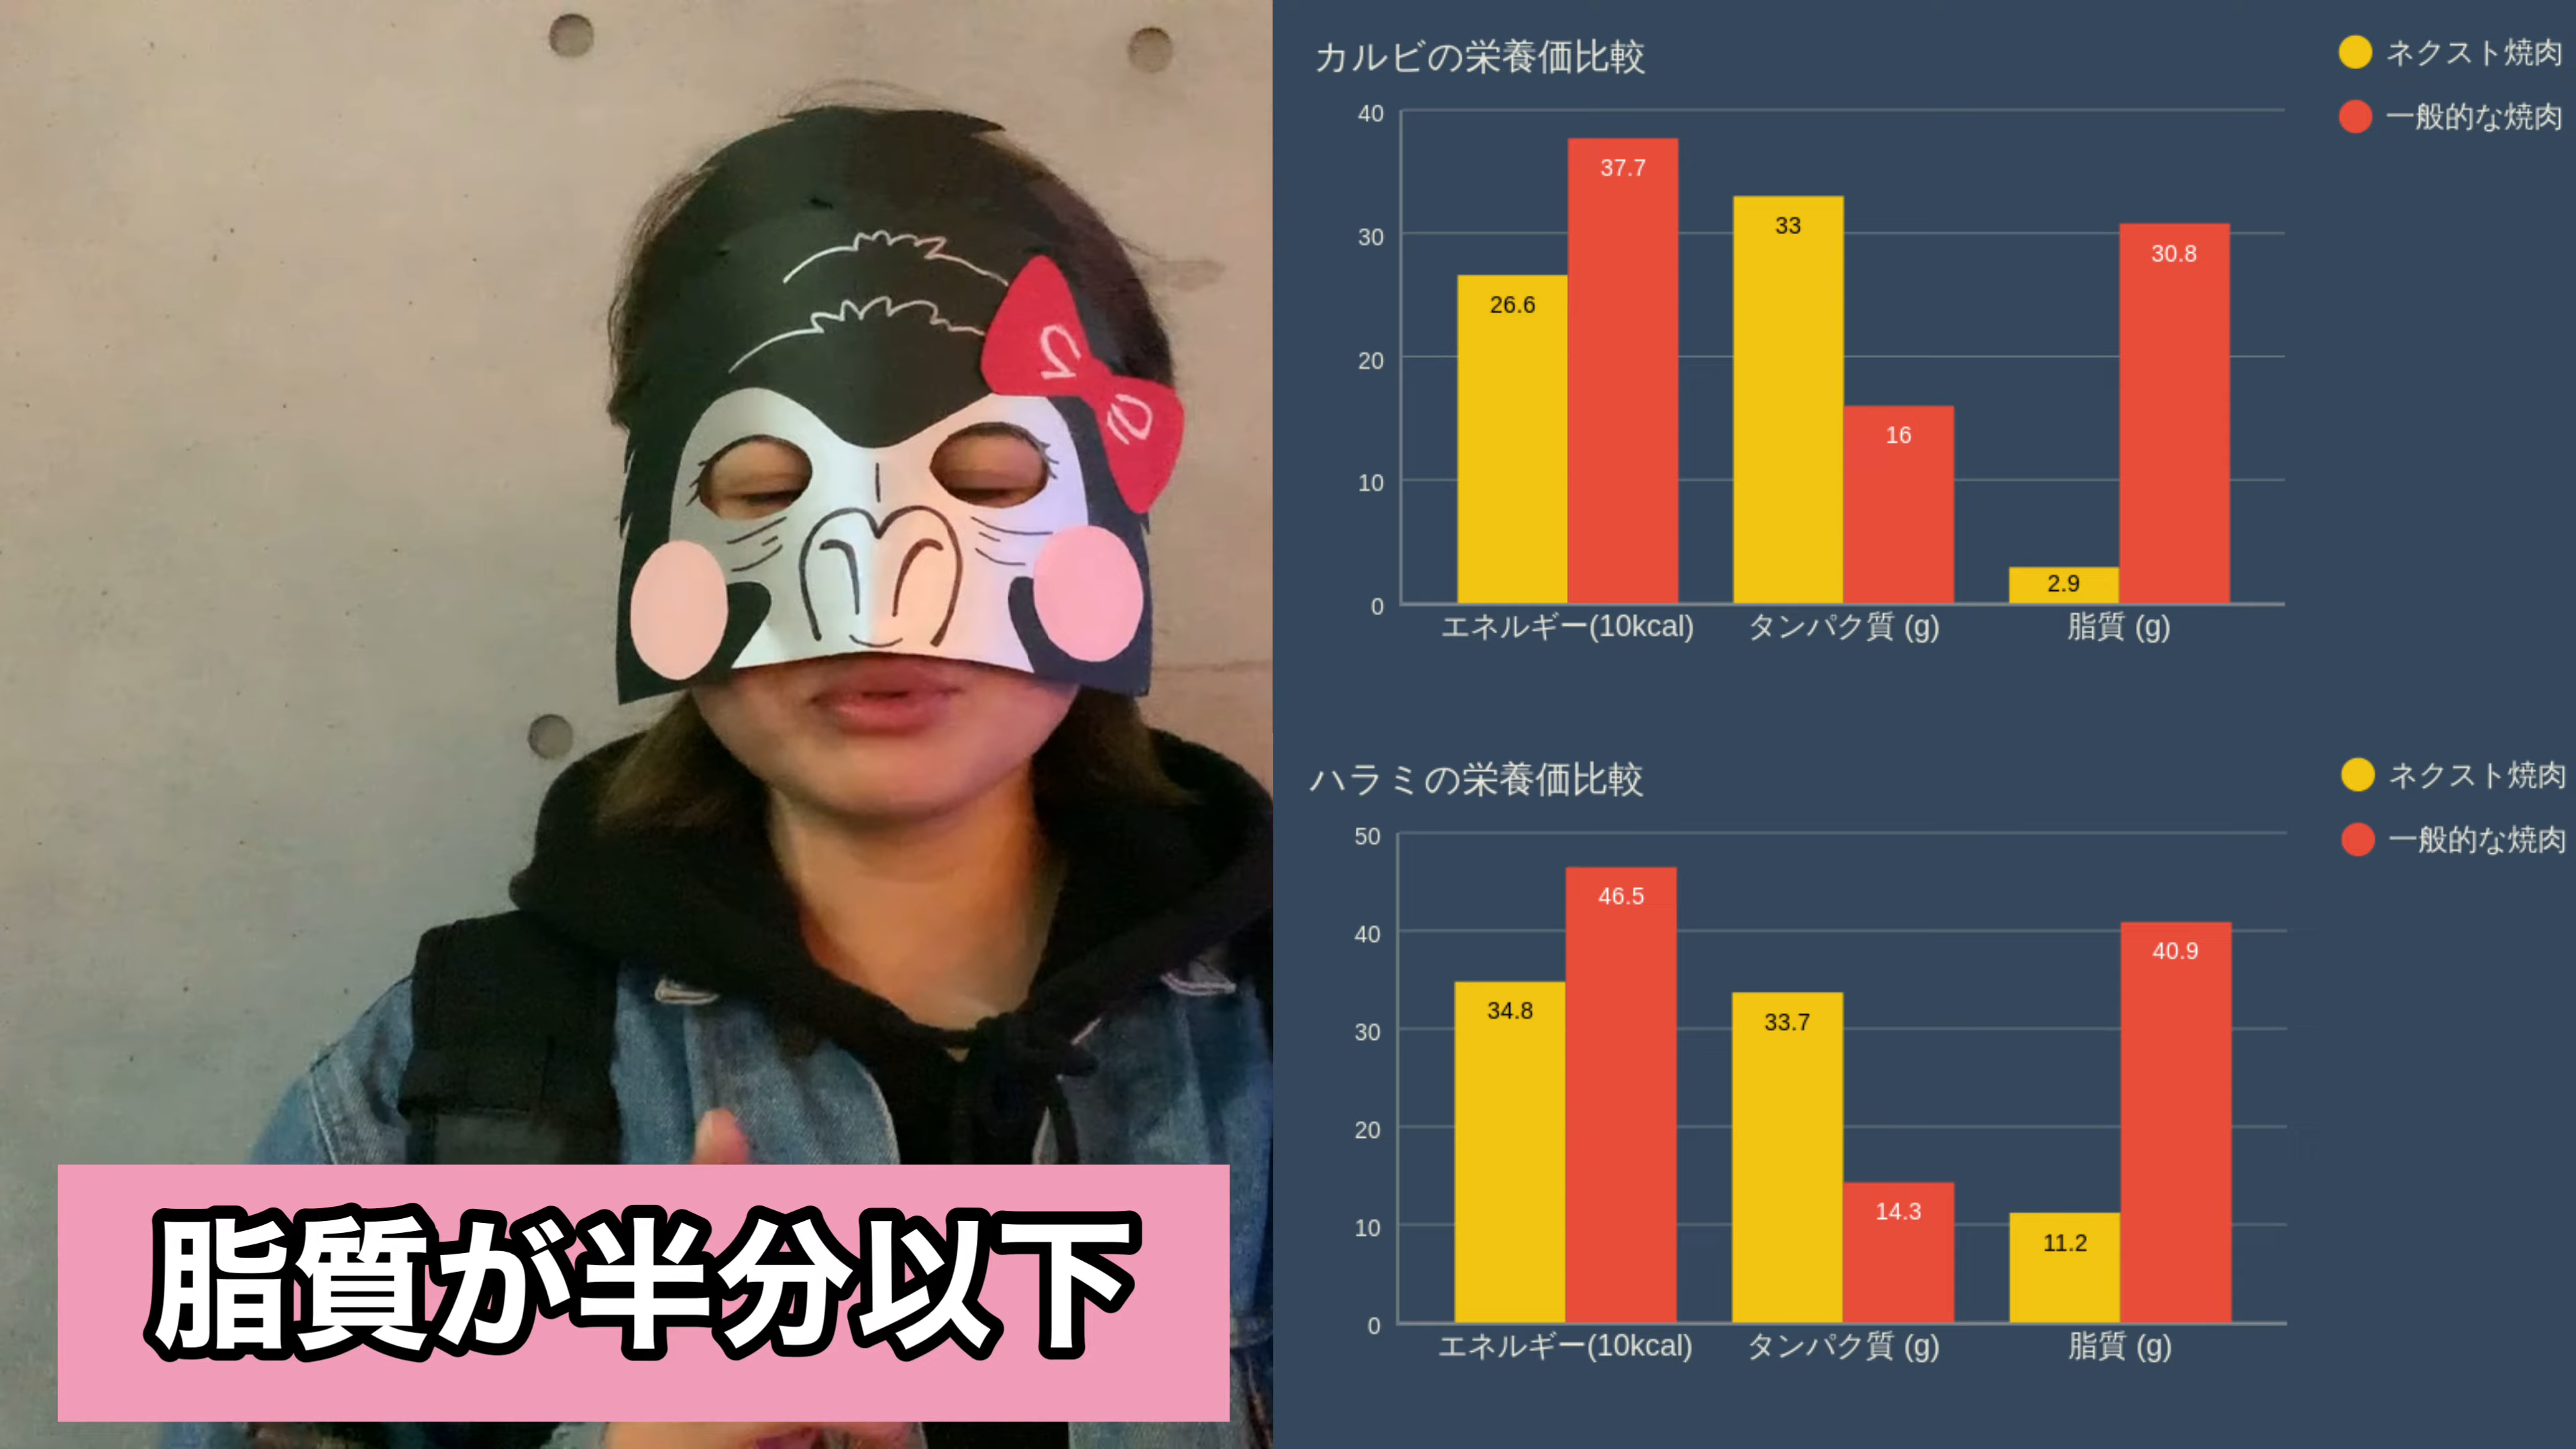 脂質が半分以下
カルビの栄養価比較
ネクスト焼肉
一般的な焼肉
40
30
20
10
0
26.6
37.7
33
16
2.9
30.8
エネルギー(10kcal)
タンパク質 (g)
脂質 (g)
ハラミの栄養価比較
ネクスト焼肉
一般的な焼肉
50
40
30
20
10
0
34.8
46.5
33.7
14.3
11.2
40.9
エネルギー(10kcal)
タンパク質 (g)
脂質 (g)